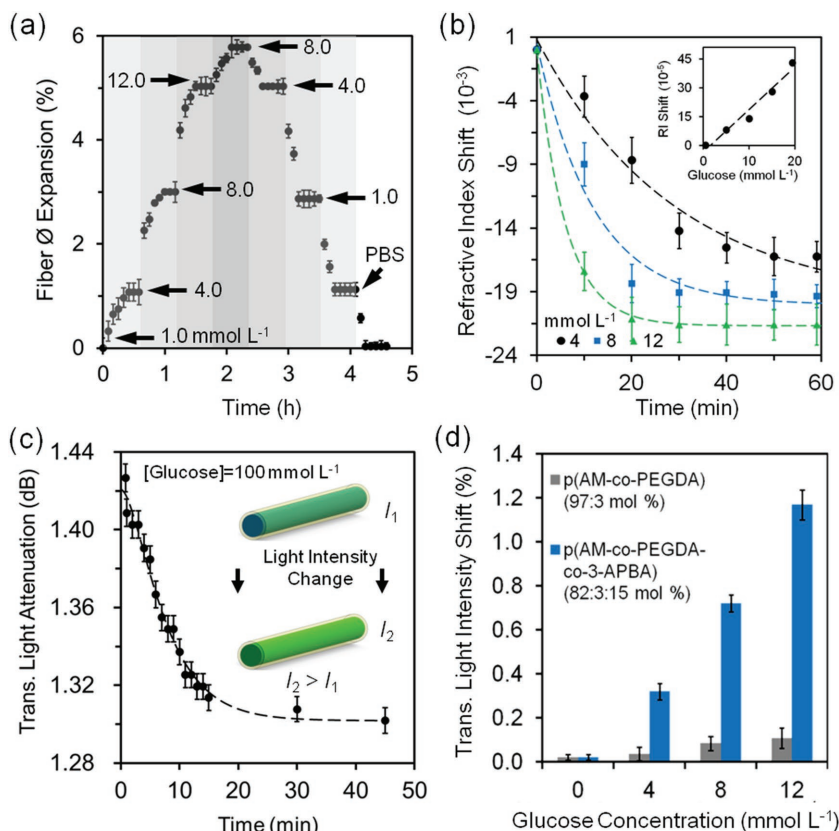 (a)
Fiber Ø Expansion (%)
8
6
4
2
0
0
1
2
3
4
5
Time (h)
1.0 mmol L-1
4.0
8.0
12.0
8.0
4.0
1.0
PBS
(b)
Refractive Index Shift (10-3)
1
-4
-9
-14
-19
-24
0
20
40
60
Time (min)
mmol L-1
4 8 12
RI Shift (10-5)
45
30
15
0
0
10
20
Glucose (mmol L-1)
(c)
Trans. Light Attenuation (dB)
1.44
1.40
1.36
1.32
1.28
0 10 20 30 40 50
Time (min)
[Glucose]=100 mmol L-1
I1
Light Intensity
Change
I2
I2 > I1
(d)
Trans. Light Intensity Shift (%)
1.4
1.2
1.0
0.8
0.6
0.4
0.2
0.0
0 4 8 12
Glucose Concentration (mmol L-1)
p(AM-co-PEGDA)
(97:3 mol %)
p(AM-co-PEGDA-
co-3-APBA)
(82:3:15 mol %)